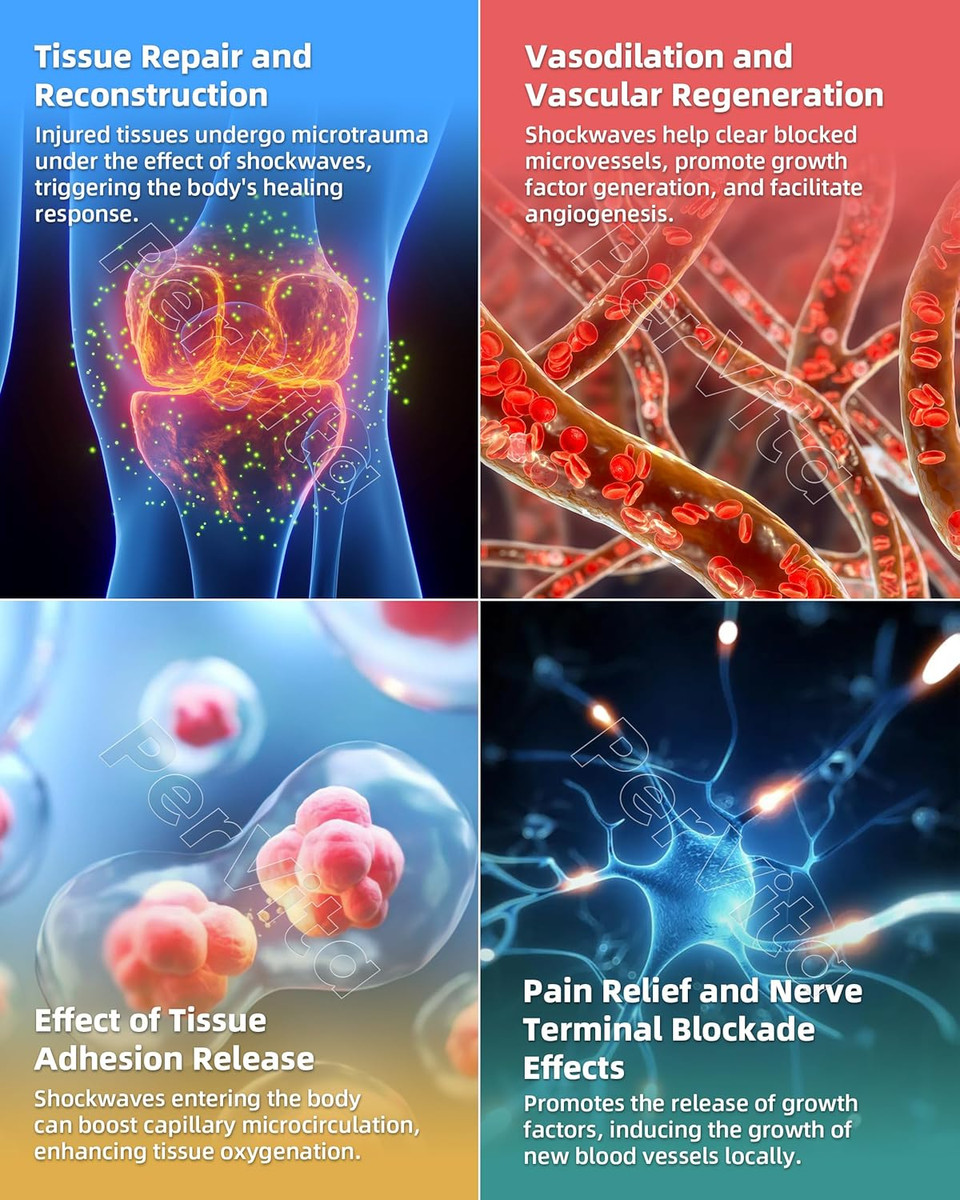 Tissue Repair and
Reconstruction
Injured tissues undergo microtrauma
under the effect of shockwaves,
triggering the body's healing
response.
Vasodilation and
Vascular Regeneration
Shockwaves help clear blocked
microvessels, promote growth
factor generation, and facilitate
angiogenesis.
PerVita
PerVita
Effect of Tissue
Adhesion Release
Shockwaves entering the body
can boost capillary microcirculation,
enhancing tissue oxygenation.
Pain Relief and Nerve
Terminal Blockade
Effects
Promotes the release of growth
factors, inducing the growth of
new blood vessels locally.
PerVita
PerVita